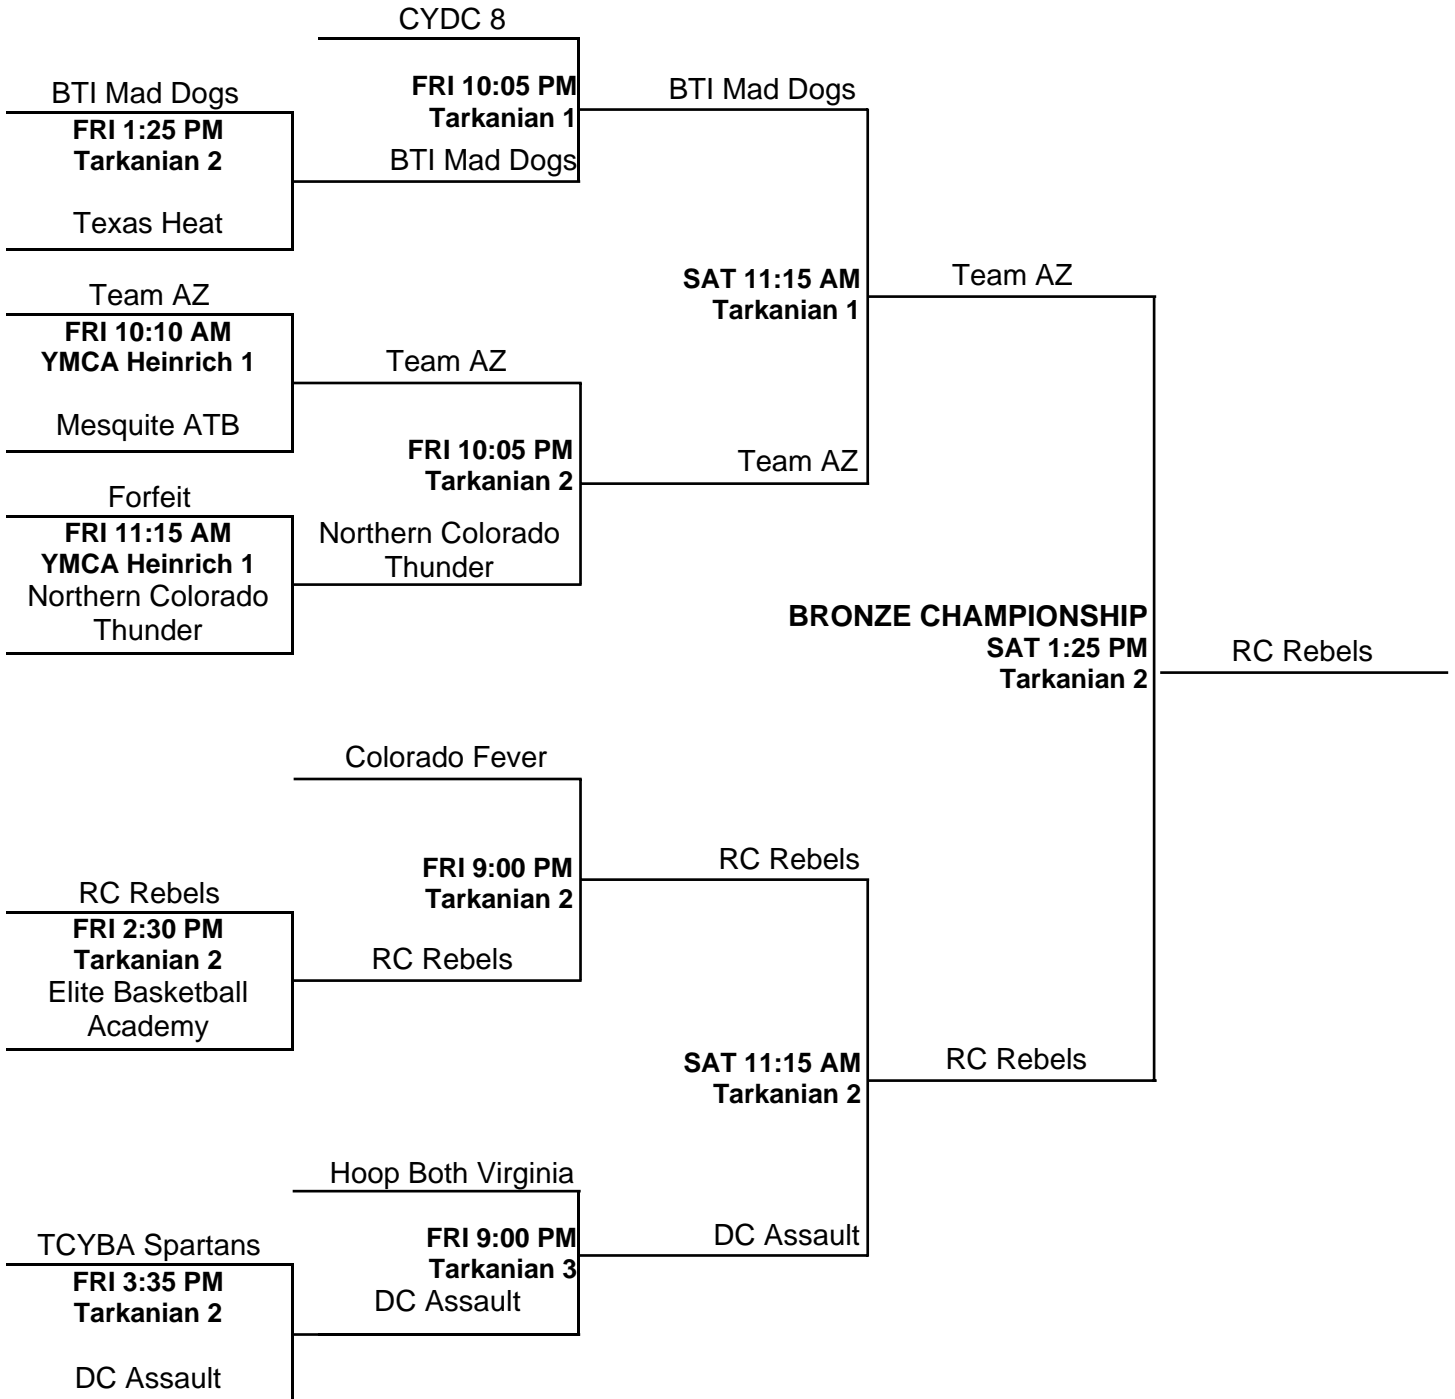 CYDC 8
BTI Mad Dogs
FRI 1:25 PM
Tarkanian 2
Texas Heat
FRI 10:05 PM
Tarkanian 1
BTI Mad Dogs
BTI Mad Dogs
Team AZ
FRI 10:10 AM
YMCA Heinrich 1
Mesquite ATB
Team AZ
SAT 11:15 AM
Tarkanian 1
Team AZ
Forfeit
FRI 11:15 AM
YMCA Heinrich 1
Northern Colorado
Thunder
FRI 10:05 PM
Tarkanian 2
Northern Colorado
Thunder
Team AZ
BRONZE CHAMPIONSHIP
SAT 1:25 PM
Tarkanian 2
RC Rebels
Colorado Fever
FRI 9:00 PM
Tarkanian 2
RC Rebels
RC Rebels
RC Rebels
FRI 2:30 PM
Tarkanian 2
Elite Basketball
Academy
SAT 11:15 AM
Tarkanian 2
RC Rebels
Hoop Both Virginia
FRI 9:00 PM
Tarkanian 3
DC Assault
DC Assault
TCYBA Spartans
FRI 3:35 PM
Tarkanian 2
DC Assault